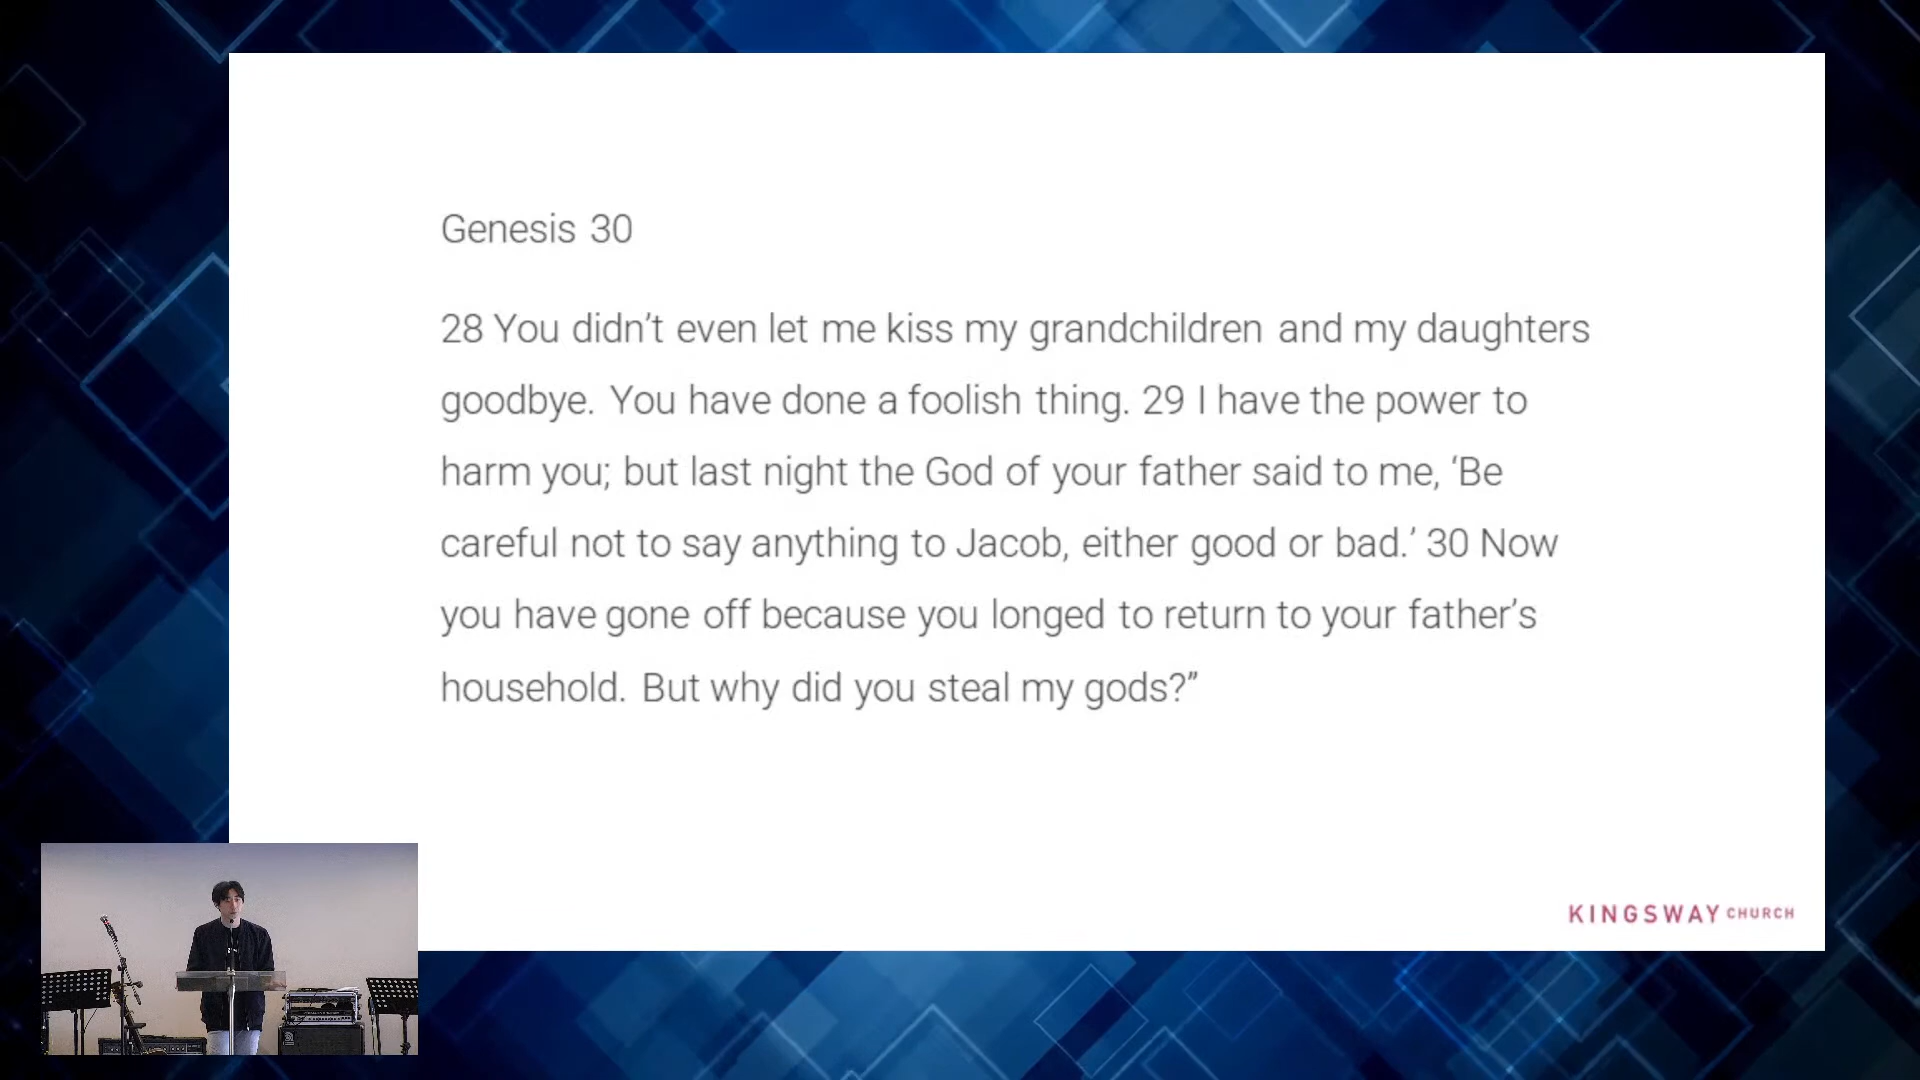 Genesis 30
28 You didn’t even let me kiss my grandchildren and my daughters
goodbye. You have done a foolish thing. 29 I have the power to
harm you; but last night the God of your father said to me, ‘Be
careful not to say anything to Jacob, either good or bad.’ 30 Now
you have gone off because you longed to return to your father’s
household. But why did you steal my gods?”
KINGSWAY CHURCH